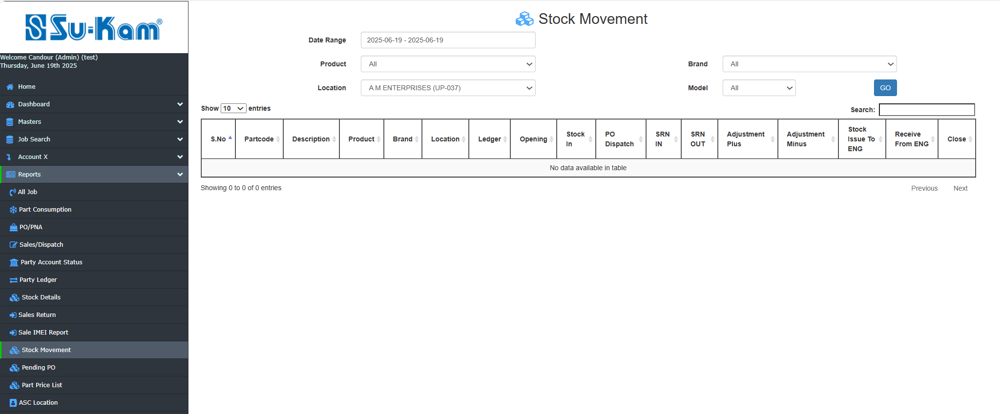 Su-Kam®
Welcome Candour (Admin) (test)
Thursday, June 19th 2025
Home
Dashboard
Masters
Job Search
Account X
Reports
All Job
Part Consumption
PO/PNA
Sales/Dispatch
Party Account Status
Party Ledger
Stock Details
Sales Return
Sale IMEI Report
Stock Movement
Pending PO
Part Price List
ASC Location
Stock Movement
Date Range 2025-06-19 - 2025-06-19
Product All Brand All
Location A M ENTERPRISES (UP-037) Model All GO
Show 10 entries Search:
S.No Partcode Description Product Brand Location Ledger Opening Stock In PO Dispatch SRN IN SRN OUT Adjustment Plus Adjustment Minus Stock Issue To ENG Receive From ENG Close
No data available in table
Showing 0 to 0 of 0 entries Previous Next